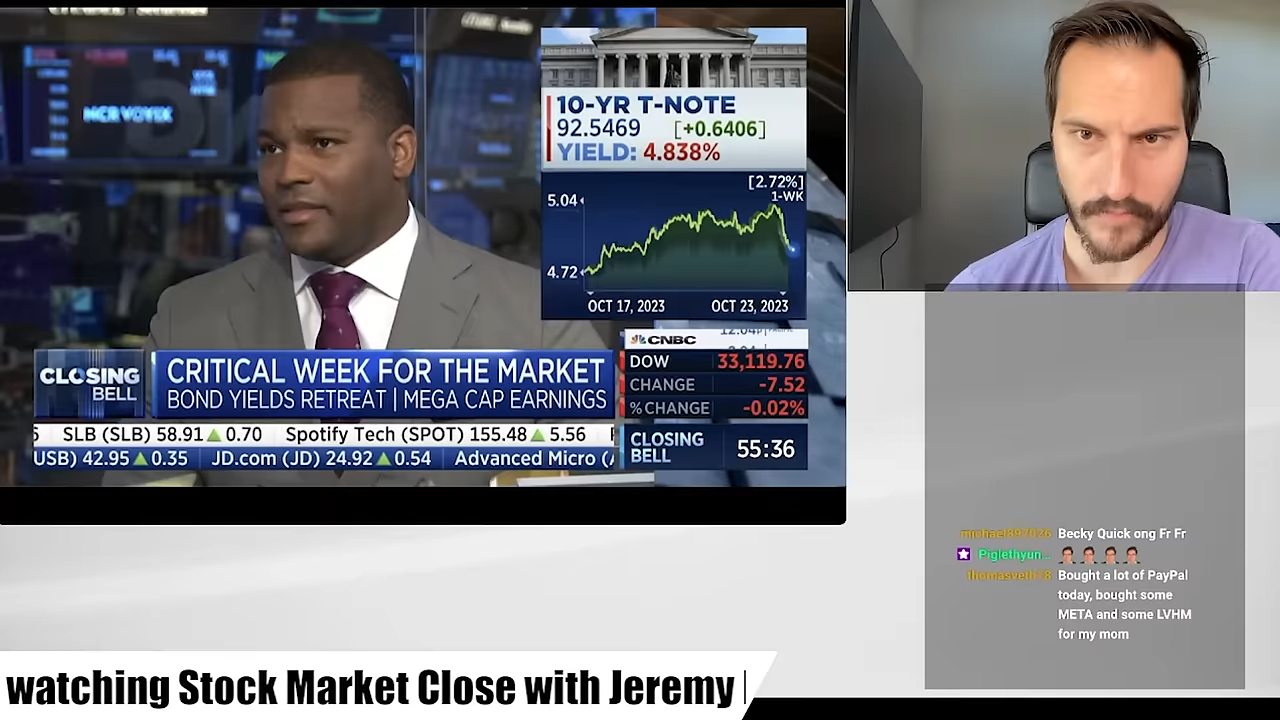 10-YR T-NOTE
92.5469 [+0.6406]
YIELD: 4.838%
[2.72%]
1-WK
5.04
4.72
OCT 17, 2023 OCT 23, 2023
CNBC
DOW 33,119.76
CHANGE -7.52
%CHANGE -0.02%
CLOSING BELL 55:36
CLOSING BELL
CRITICAL WEEK FOR THE MARKET
BOND YIELDS RETREAT | MEGA CAP EARNINGS
SLB (SLB) 58.91▲0.70 Spotify Tech (SPOT) 155.48▲5.56
USB) 42.95▲0.35 JD.com (JD) 24.92▲0.54 Advanced Micro (
Becky Quick ong Fr Fr
Piglethyun...
Bought a lot of PayPal
today, bought some
META and some LVHM
for my mom
watching Stock Market Close with Jeremy |